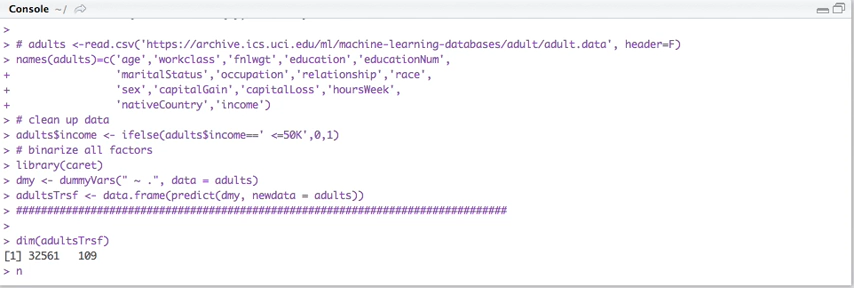 Console ~/
>
> # adults <-read.csv('https://archive.ics.uci.edu/ml/machine-learning-databases/adult/adult.data', header=F)
> names(adults)=c('age','workclass','fnlwgt','education','educationNum',
+                 'maritalStatus','occupation','relationship','race',
+                 'sex','capitalGain','capitalLoss','hoursWeek',
+                 'nativeCountry','income')
> # clean up data
> adults$income <- ifelse(adults$income==' <=50K',0,1)
> # binarize all factors
> library(caret)
> dmy <- dummyVars(" ~ .", data = adults)
> adultsTrsf <- data.frame(predict(dmy, newdata = adults))
> ###############################################################################
>
> dim(adultsTrsf)
[1] 32561   109
> n